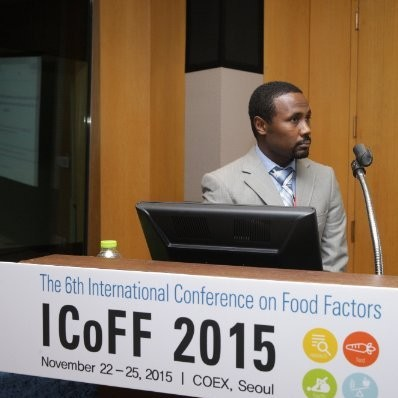 The 6th International Conference on Food Factors
ICoFF 2015
November 22 – 25, 2015 | COEX, Seoul